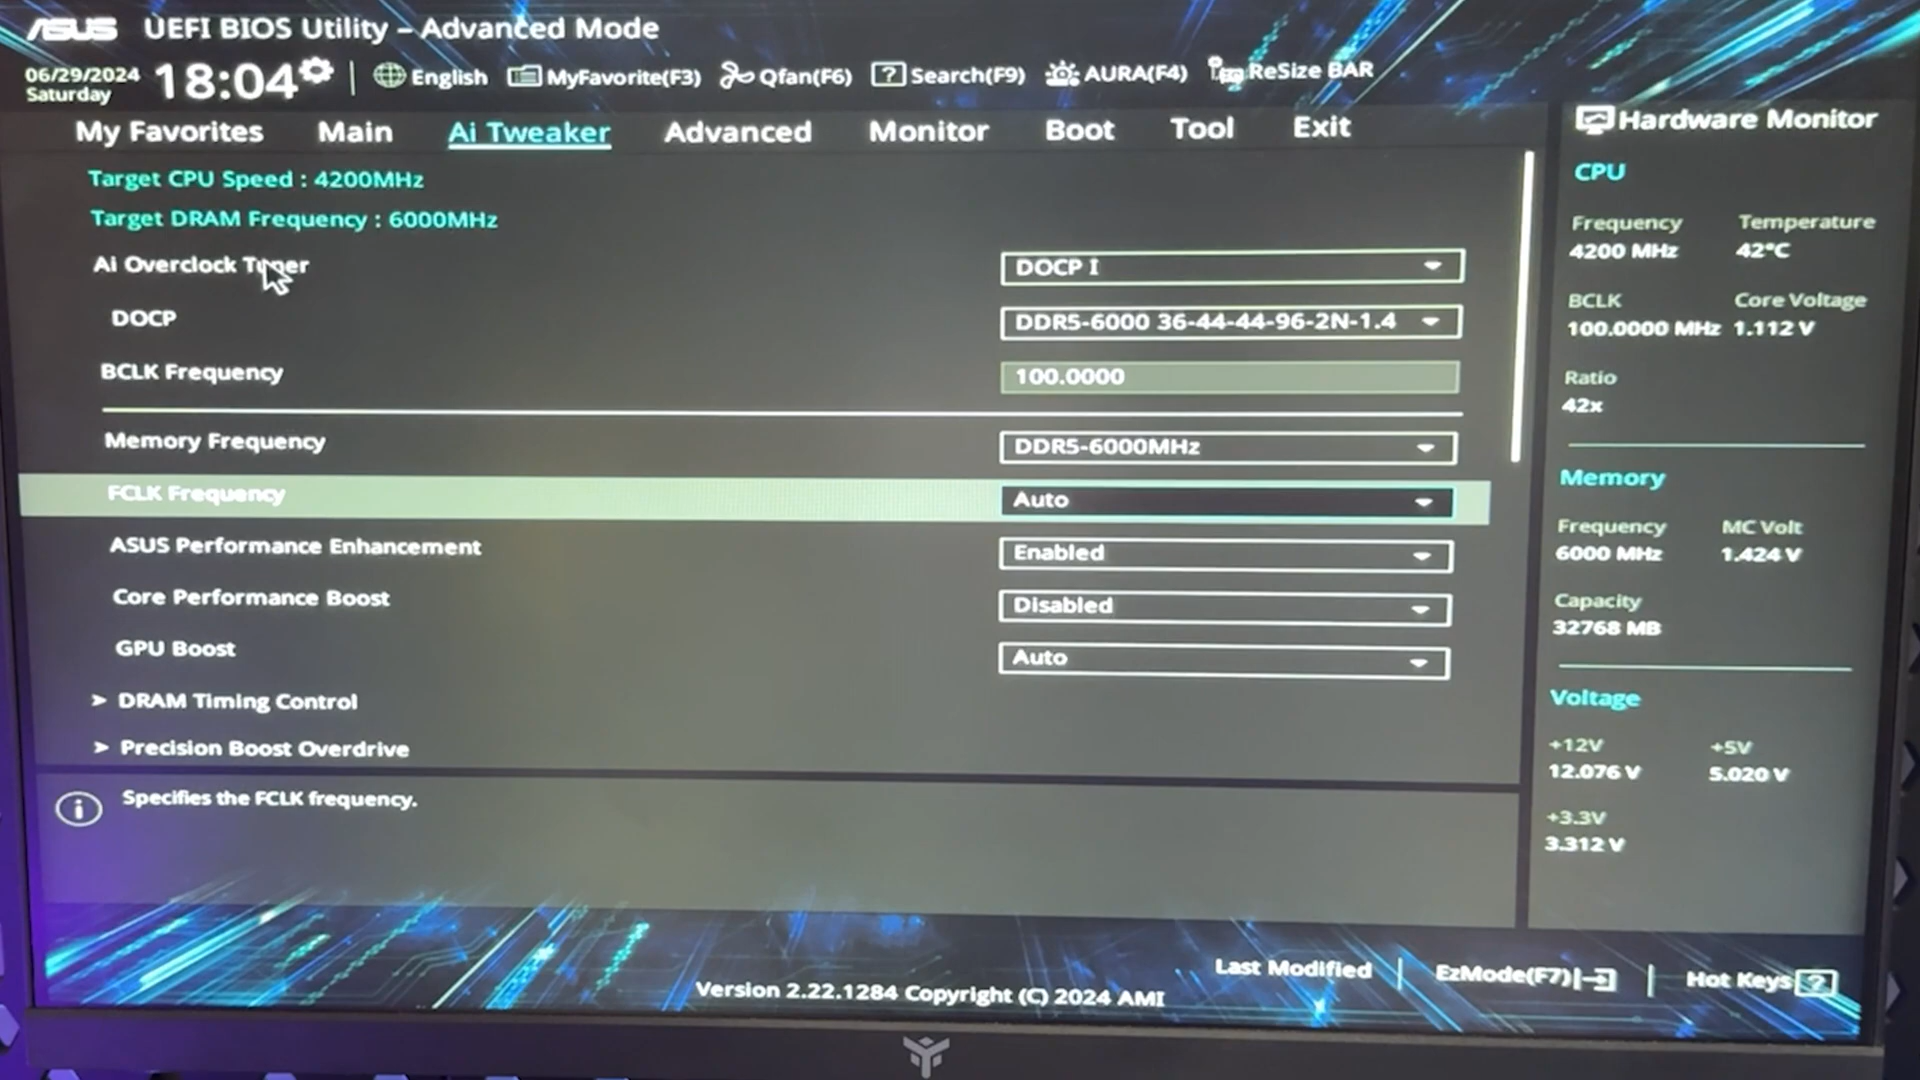 ASUS UEFI BIOS Utility – Advanced Mode
06/29/2024
Saturday
18:04
English
MyFavorite(F3)
Qfan(F6)
Search(F9)
AURA(F4)
ReSize BAR
My Favorites
Main
Ai Tweaker
Advanced
Monitor
Boot
Tool
Exit
Target CPU Speed : 4200MHz
Target DRAM Frequency : 6000MHz
Ai Overclock Tuner
DOCP I
DOCP
DDR5-6000 36-44-44-96-2N-1.4
BCLK Frequency
100.0000
Memory Frequency
DDR5-6000MHz
FCLK Frequency
Auto
ASUS Performance Enhancement
Enabled
Core Performance Boost
Disabled
GPU Boost
Auto
> DRAM Timing Control
> Precision Boost Overdrive
Specifies the FCLK frequency.
Hardware Monitor
CPU
Frequency
Temperature
4200 MHz
42°C
BCLK
Core Voltage
100.0000 MHz
1.112 V
Ratio
42x
Memory
Frequency
MC Volt
6000 MHz
1.424 V
Capacity
32768 MB
Voltage
+12V
+5V
12.076 V
5.020 V
+3.3V
3.312 V
Last Modified
EzMode(F7)
Hot Keys ?
Version 2.22.1284 Copyright (C) 2024 AMI